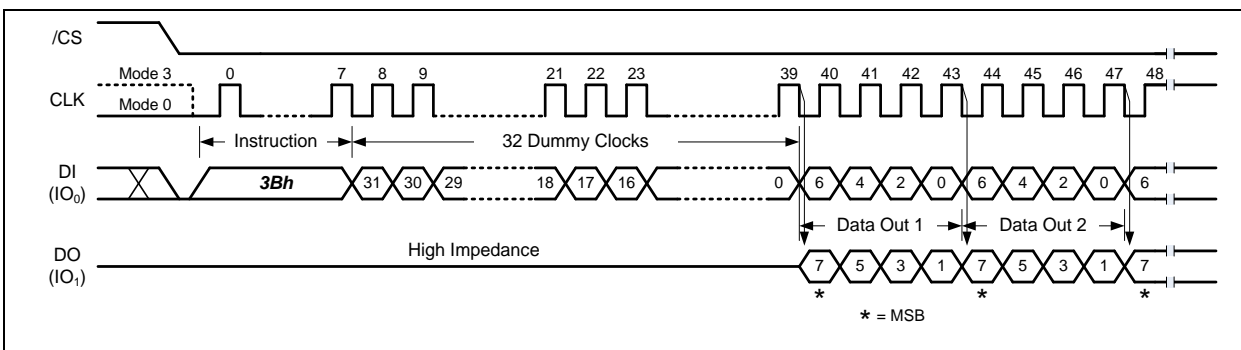 /CS
Mode 3 0 7 8 9 21 22 23 39 40 41 42 43 44 45 46 47 48
CLK Mode 0
Instruction 32 Dummy Clocks
DI
(IO0) 3Bh 31 30 29 18 17 16 0 6 4 2 0 6 4 2 0 6
Data Out 1 Data Out 2
High Impedance
DO
(IO1) 7 5 3 1 7 5 3 1 7
* * *
* = MSB